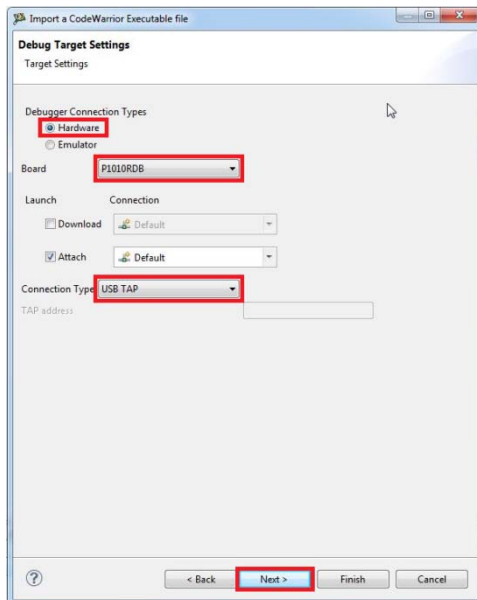 Import a CodeWarrior Executable file
Debug Target Settings
Target Settings
Debugger Connection Types
Hardware
Emulator
Board P1010RDB
Launch Connection
Download Default
Attach Default
Connection Type USB TAP
TAP address
< Back Next > Finish Cancel